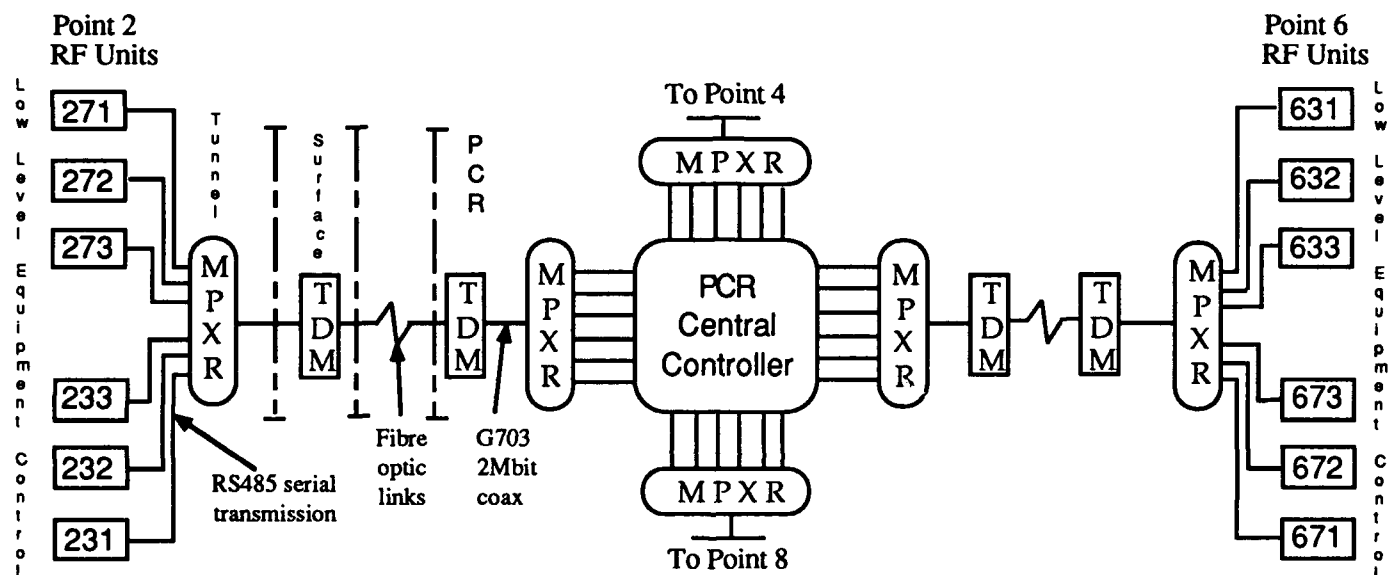 Point 2
RF Units
Low Level Equipment Control
271
272
273
233
232
231
Tunnel
MPXR
RS485 serial
transmission
Surface
TDM
Fibre
optic
links
PCR
TDM
G703
2Mbit
coax
MPXR
To Point 4
MPXR
PCR
Central
Controller
MPXR
To Point 8
MPXR
TDM
TDM
MPXR
Point 6
RF Units
631
632
633
673
672
671
Low Level Equipment Control